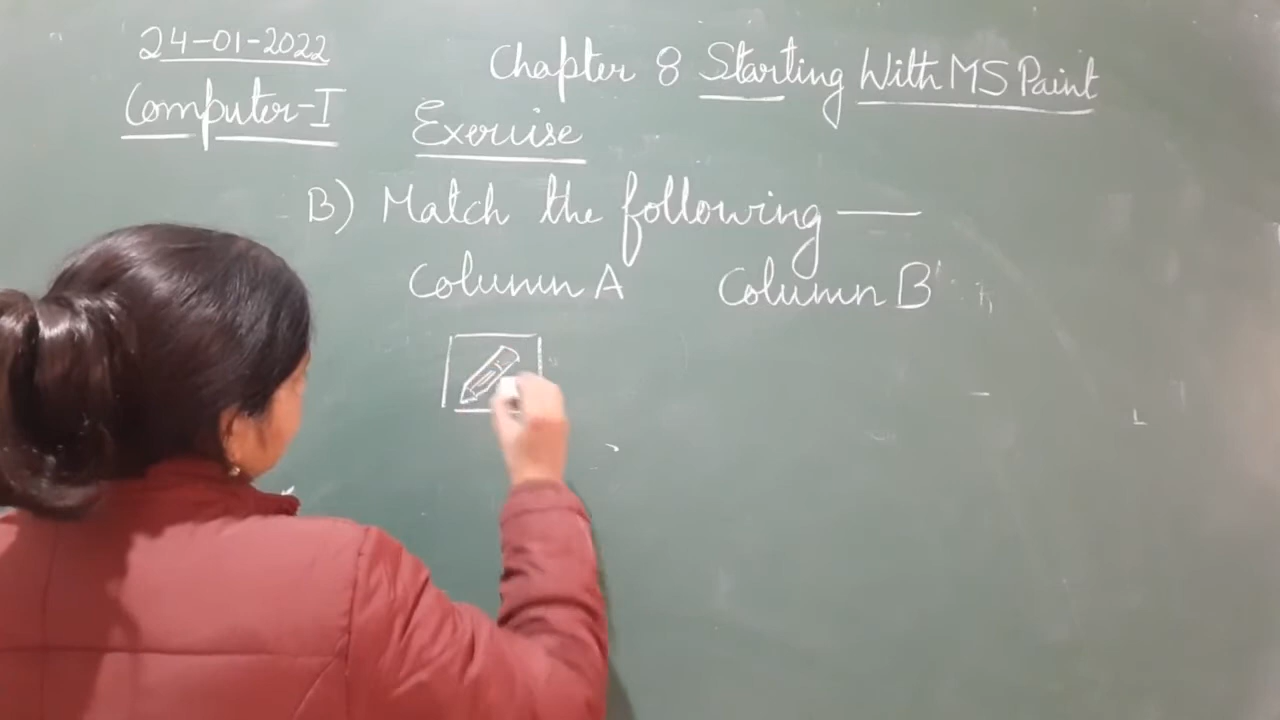 24-01-2022
Chapter 8 Starting With MS Paint
Computer-I
Exercise
B) Match the following —
Column A Column B